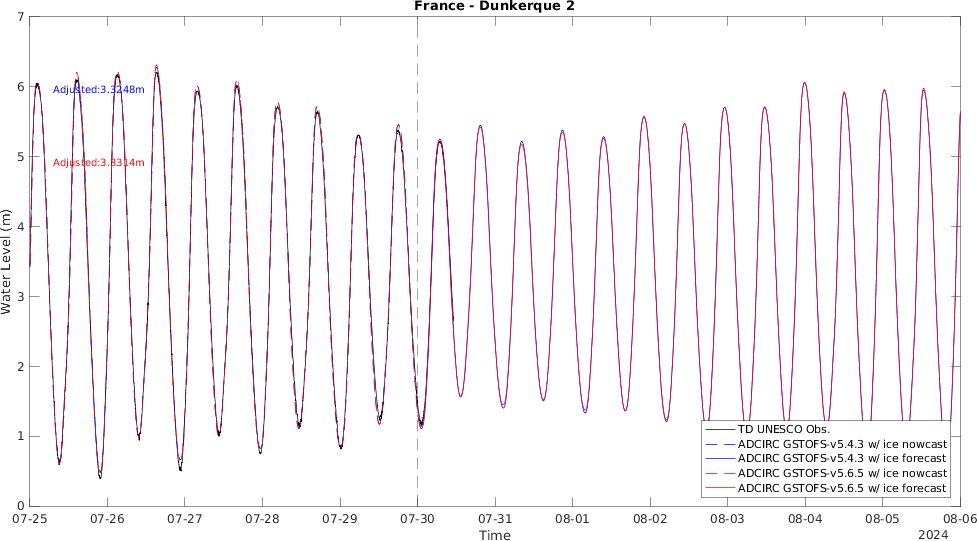 France - Dunkerque 2
7
6
5
4
3
2
1
0
Water Level (m)
Adjusted:3.3248m
Adjusted:3.3314m
TD UNESCO Obs.
ADCIRC GSTOFS-v5.4.3 w/ ice nowcast
ADCIRC GSTOFS-v5.4.3 w/ ice forecast
ADCIRC GSTOFS-v5.6.5 w/ ice nowcast
ADCIRC GSTOFS-v5.6.5 w/ ice forecast
07-25 07-26 07-27 07-28 07-29 07-30 07-31 08-01 08-02 08-03 08-04 08-05 08-06
Time
2024